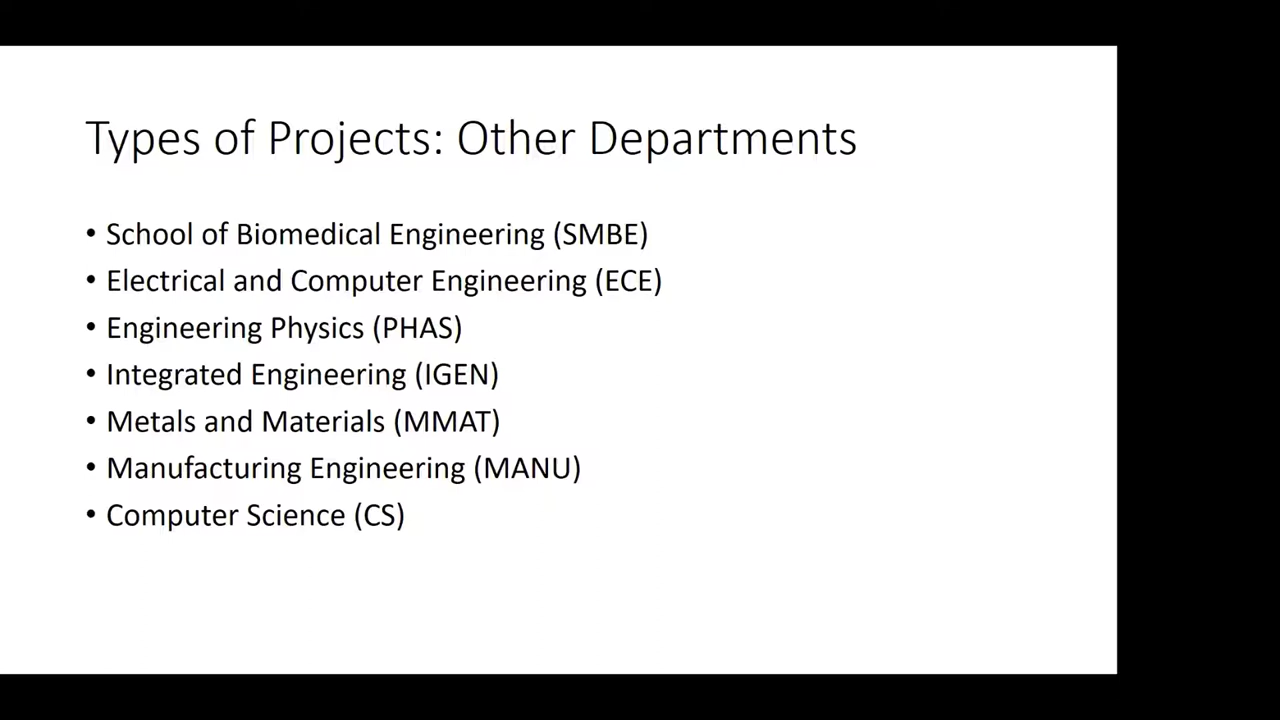 Types of Projects: Other Departments
• School of Biomedical Engineering (SMBE)
• Electrical and Computer Engineering (ECE)
• Engineering Physics (PHAS)
• Integrated Engineering (IGEN)
• Metals and Materials (MMAT)
• Manufacturing Engineering (MANU)
• Computer Science (CS)